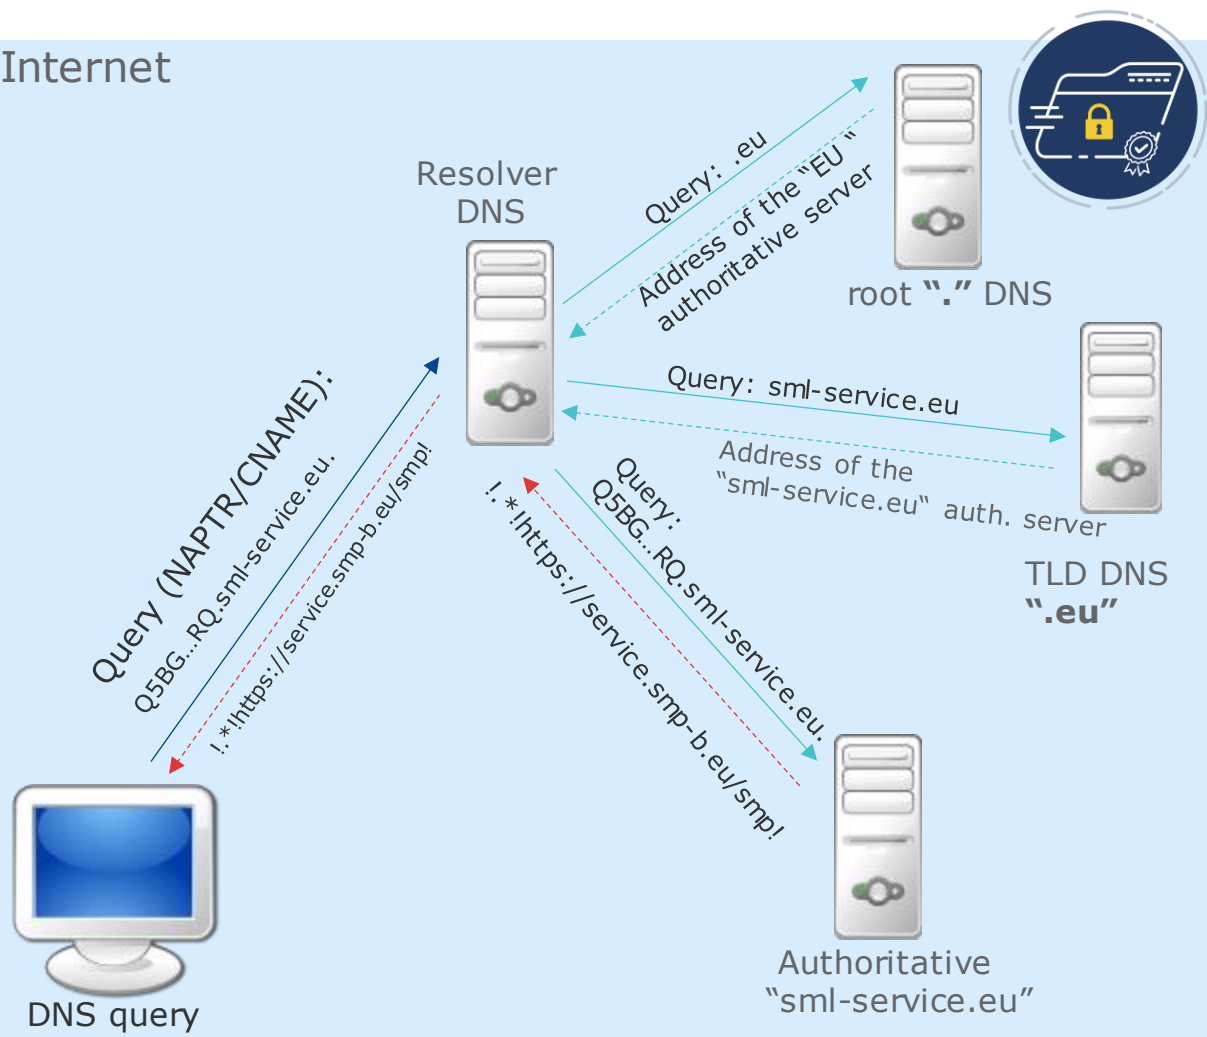 Internet
Resolver
DNS
Query: .eu
Address of the “EU “
authoritative server
root “.” DNS
Query: sml-service.eu
Address of the
“sml-service.eu“ auth. server
TLD DNS
“.eu”
Query (NAPTR/CNAME):
Q5BG…RQ.sml-service.eu.
!.*!https://service.smp-b.eu/smp!
Query:
Q5BG…RQ.sml-service.eu.
!.*!https://service.smp-b.eu/smp!
Authoritative
“sml-service.eu”
DNS query